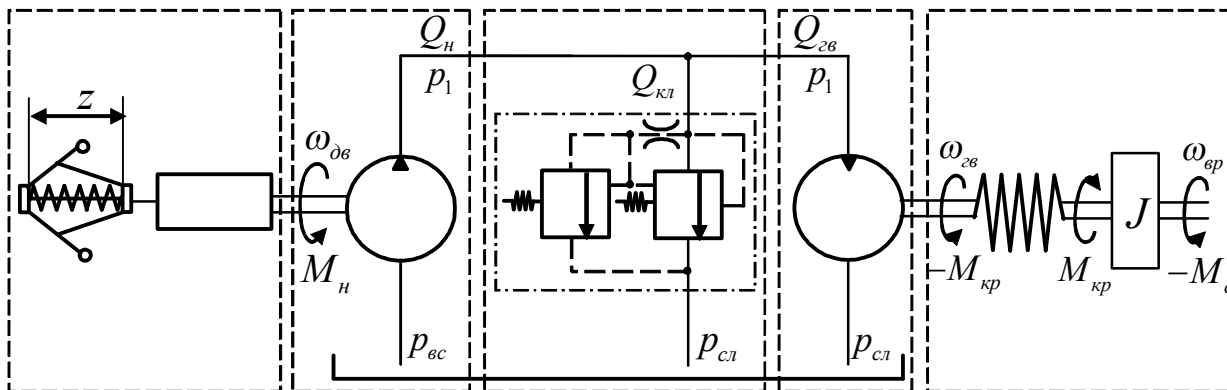 z
ω_дв
M_н
Q_н
p_1
p_вс
Q_кл
p_сл
Q_гв
p_1
p_сл
ω_гв
-M_кр
M_кр
J
ω_вр